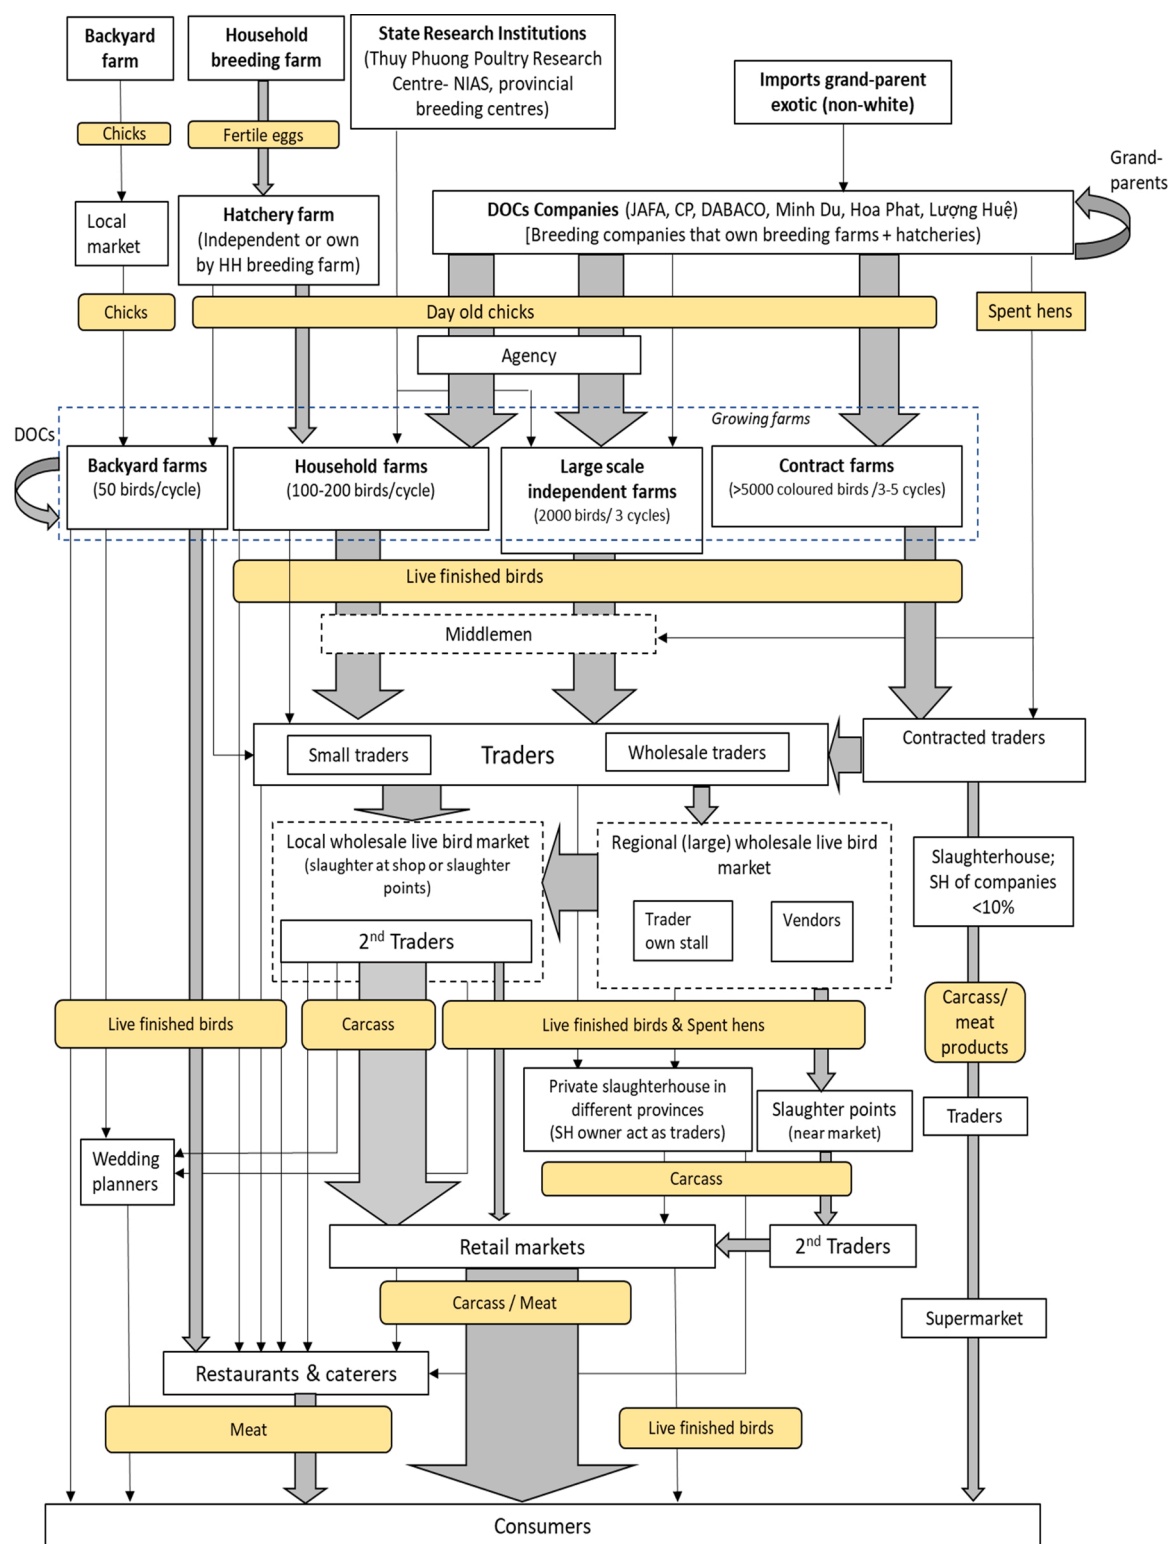 Backyard
farm
Household
breeding farm
State Research Institutions
(Thuy Phuong Poultry Research
Centre- NIAS, provincial
breeding centres)
Imports grand-parent
exotic (non-white)
Chicks
Fertile eggs
Grand-
parents
Local
market
Hatchery farm
(Independent or own
by HH breeding farm)
DOCs Companies (JAFA, CP, DABACO, Minh Du, Hoa Phat, Lượng Huệ)
[Breeding companies that own breeding farms + hatcheries)
Chicks
Day old chicks
Spent hens
Agency
Growing farms
DOCs
Backyard farms
(50 birds/cycle)
Household farms
(100-200 birds/cycle)
Large scale
independent farms
(2000 birds/ 3 cycles)
Contract farms
(>5000 coloured birds /3-5 cycles)
Live finished birds
Middlemen
Small traders
Traders
Wholesale traders
Contracted traders
Local wholesale live bird market
(slaughter at shop or slaughter
points)
Regional (large) wholesale live bird
market
Slaughterhouse;
SH of companies
<10%
Trader
own stall
Vendors
2nd Traders
Live finished birds
Carcass
Live finished birds & Spent hens
Carcass/
meat
products
Private slaughterhouse in
different provinces
(SH owner act as traders)
Slaughter points
(near market)
Traders
Wedding
planners
Carcass
Retail markets
2nd Traders
Carcass / Meat
Supermarket
Restaurants & caterers
Meat
Live finished birds
Consumers